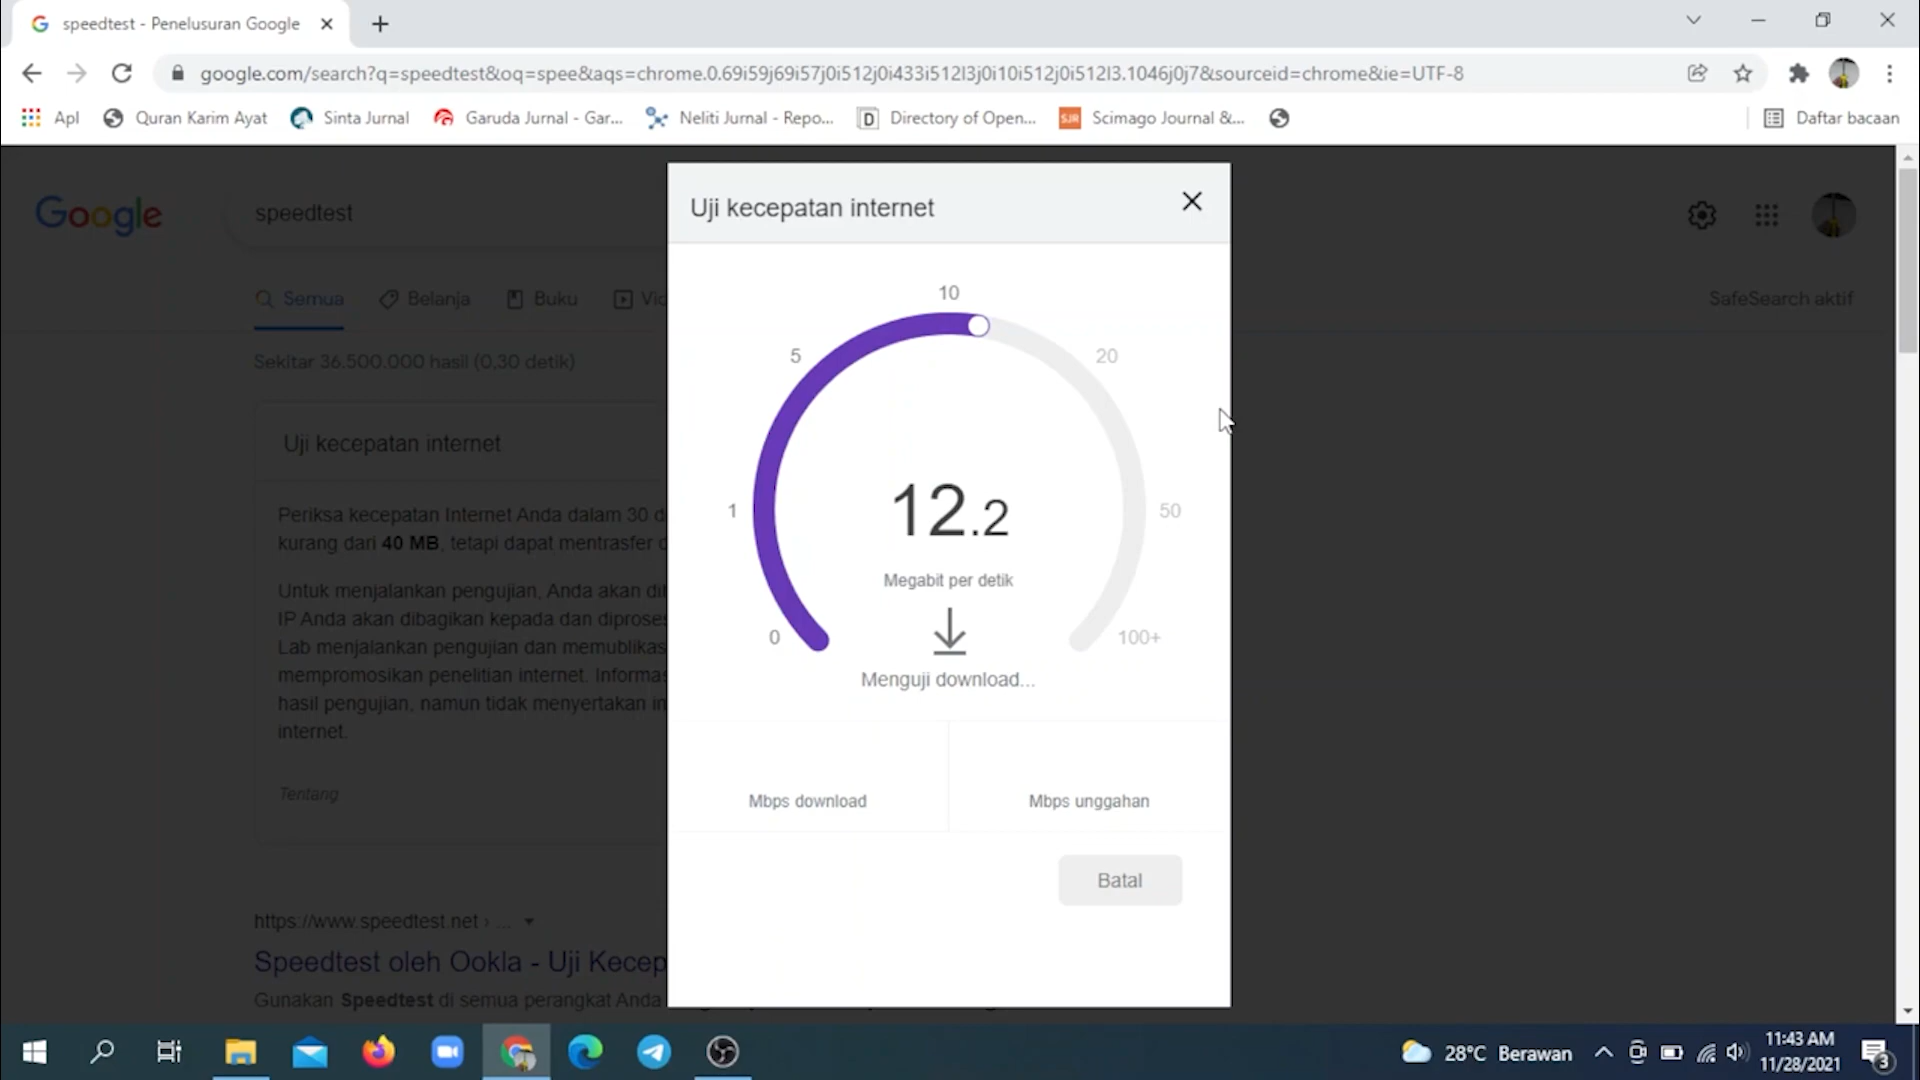 speedtest - Penelusuran Google
google.com/search?q=speedtest&oq=spee&aqs=chrome.0.69i59j69i57j0i512j0i433i512l3j0i10i512j0i512l3.1046j0j7&sourceid=chrome&ie=UTF-8
Apl Quran Karim Ayat Sinta Jurnal Garuda Jurnal - Gar... Neliti Jurnal - Repo... D Directory of Open... SJR Scimago Journal &... Daftar bacaan
Google speedtest
Semua Belanja Buku Vid SafeSearch aktif
Sekitar 36.500.000 hasil (0,30 detik)
Uji kecepatan internet
Periksa kecepatan Internet Anda dalam 30 d
kurang dari 40 MB, tetapi dapat mentrasfer d
Untuk menjalankan pengujian, Anda akan dih
IP Anda akan dibagikan kepada dan diproses
Lab menjalankan pengujian dan memublikas
mempromosikan penelitian internet. Informas
hasil pengujian, namun tidak menyertakan in
internet.
Tentang
https://www.speedtest.net › ...
Speedtest oleh Ookla - Uji Kecep
Gunakan Speedtest di semua perangkat Anda
Uji kecepatan internet
10
5 20
1 50
12.2
Megabit per detik
0 100+
Menguji download...
Mbps download Mbps unggahan
Batal
28°C Berawan
11:43 AM
11/28/2021
3